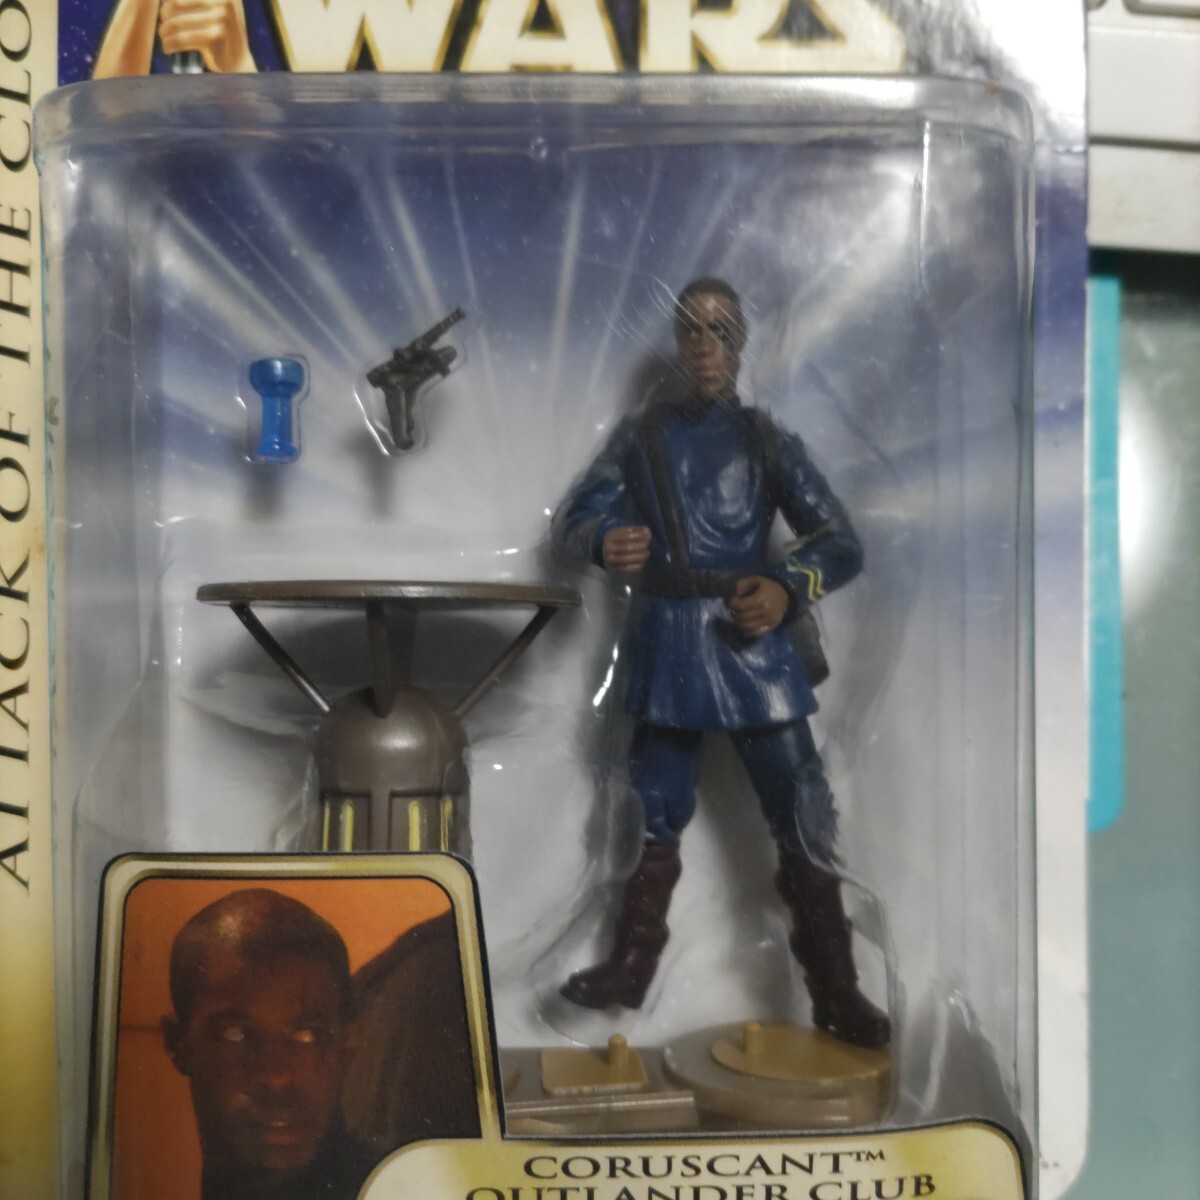 WARS
ATTACK OF THE CLO
CORUSCANT™
OUTLANDER CLUB